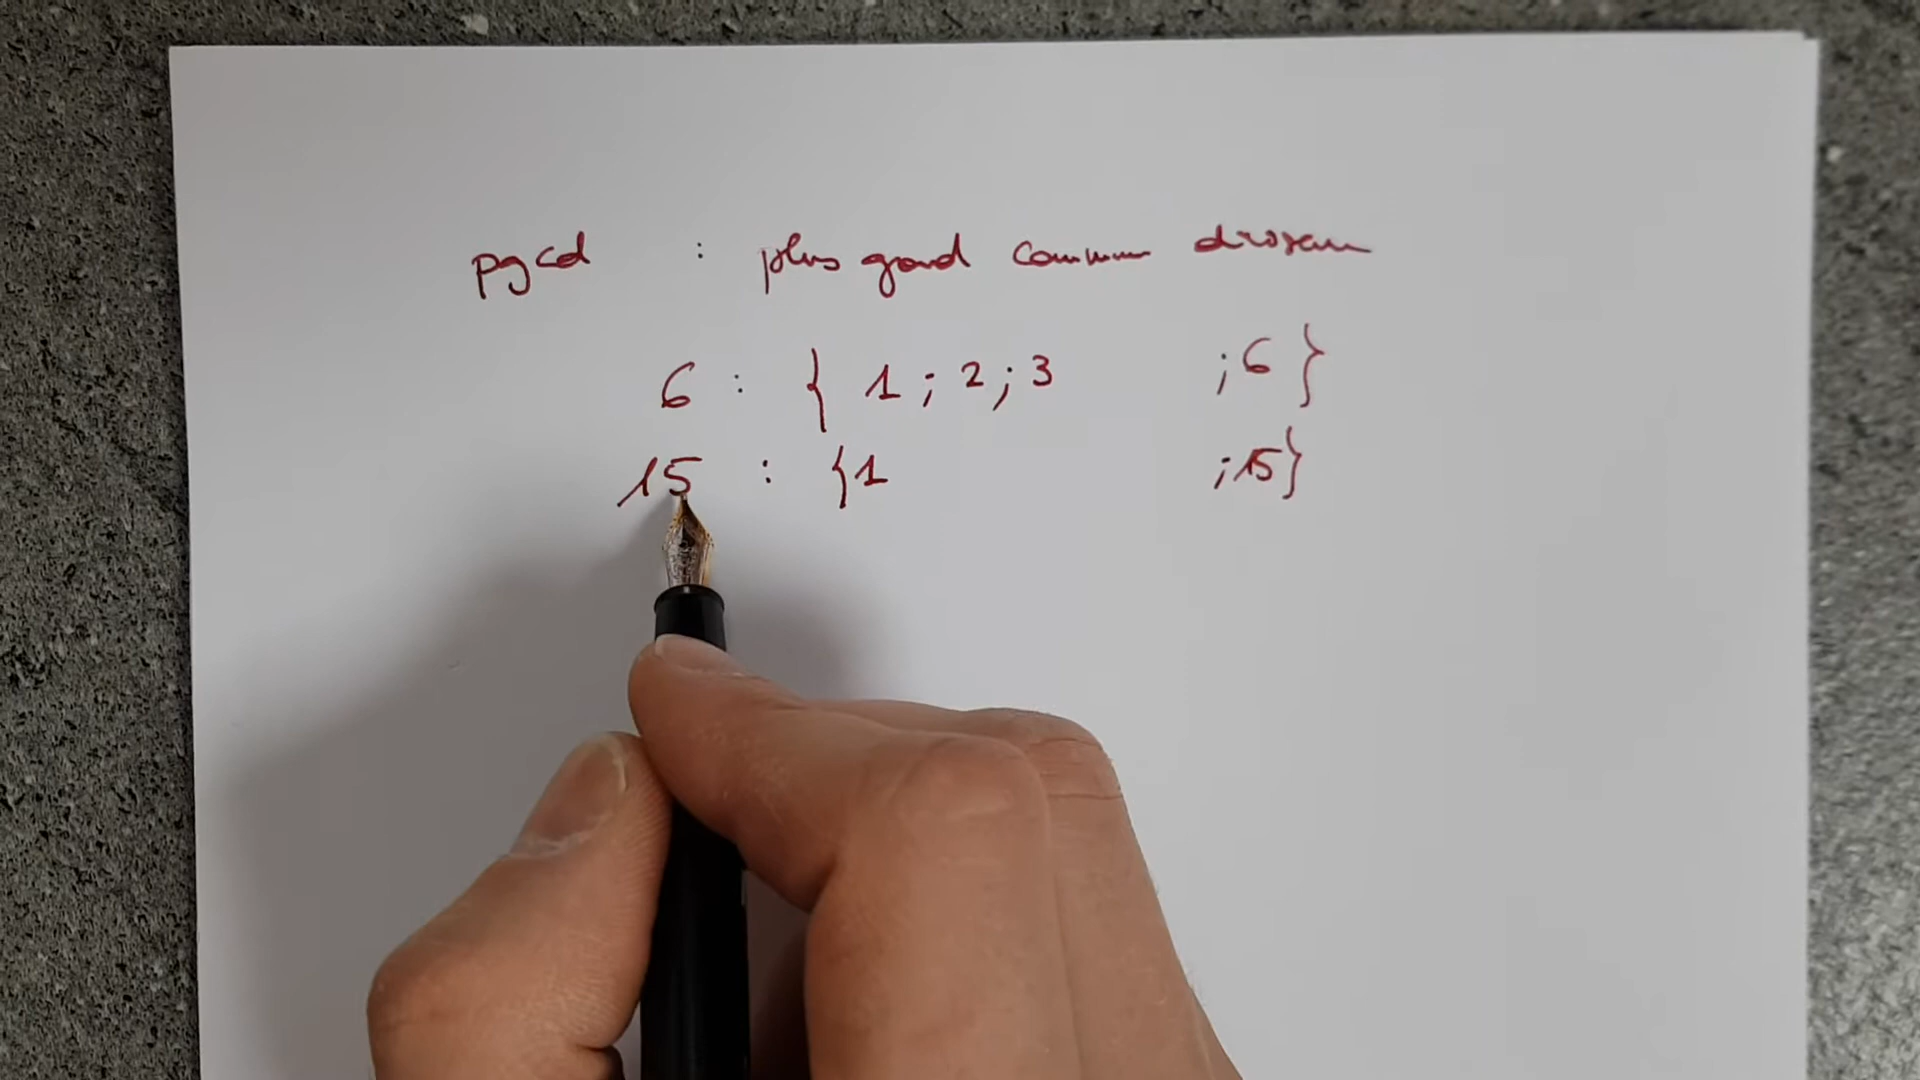 pgcd : plus grand commun diviseur
6 : { 1 ; 2 ; 3 ; 6 }
15 : { 1 ; 15 }